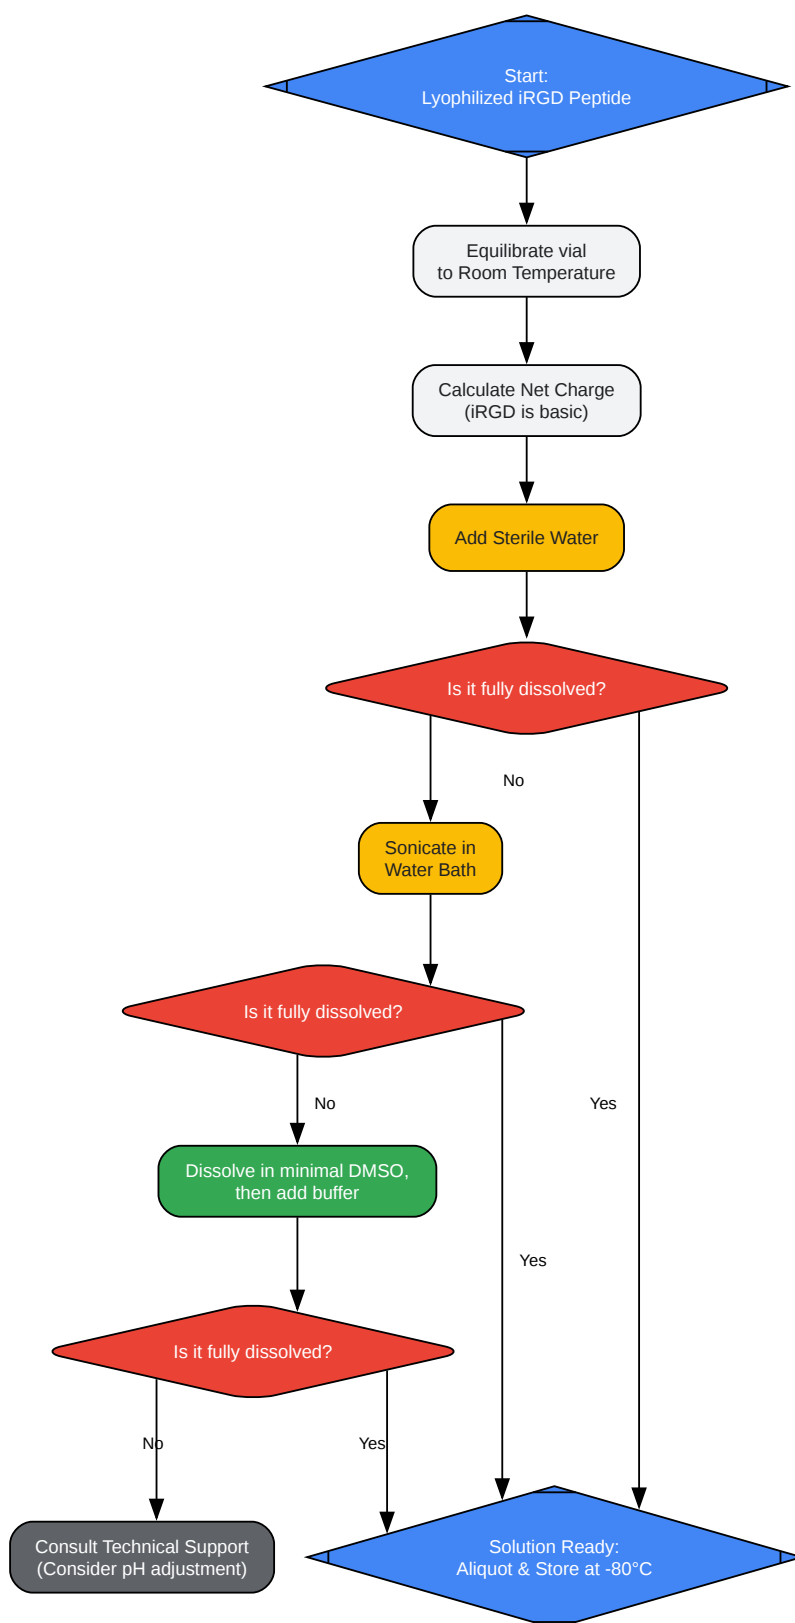 Start:
Lyophilized iRGD Peptide
Equilibrate vial
to Room Temperature
Calculate Net Charge
(iRGD is basic)
Add Sterile Water
Is it fully dissolved?
No
Sonicate in
Water Bath
Is it fully dissolved?
No
Yes
Dissolve in minimal DMSO,
then add buffer
Yes
Is it fully dissolved?
No
Yes
Consult Technical Support
(Consider pH adjustment)
Solution Ready:
Aliquot & Store at -80°C